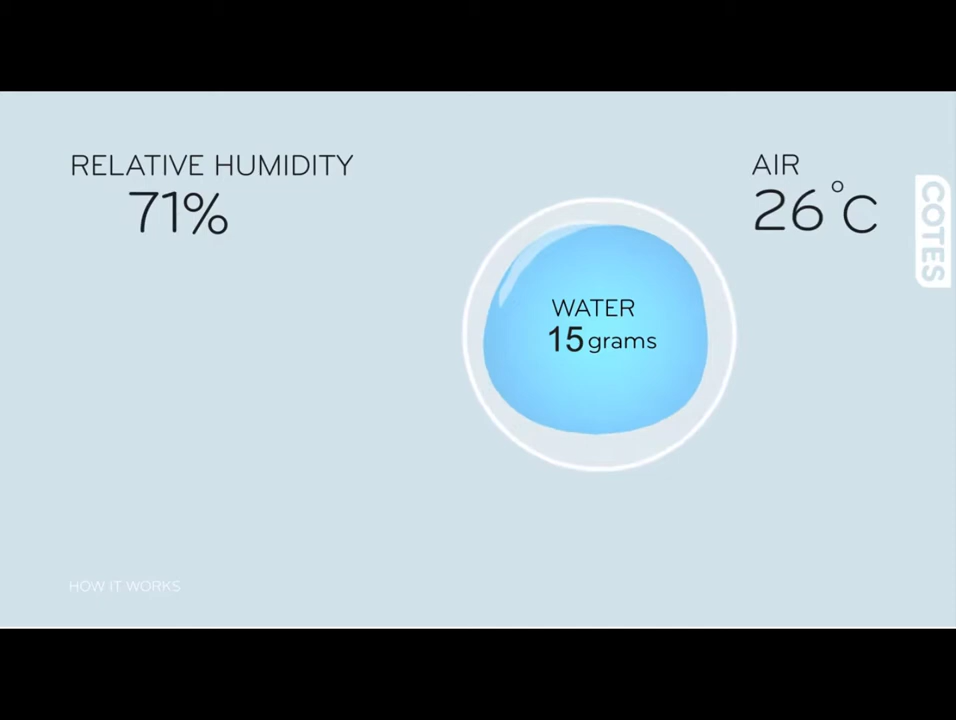 RELATIVE HUMIDITY
71%
AIR
26°C
COTES
WATER
15 grams
HOW IT WORKS